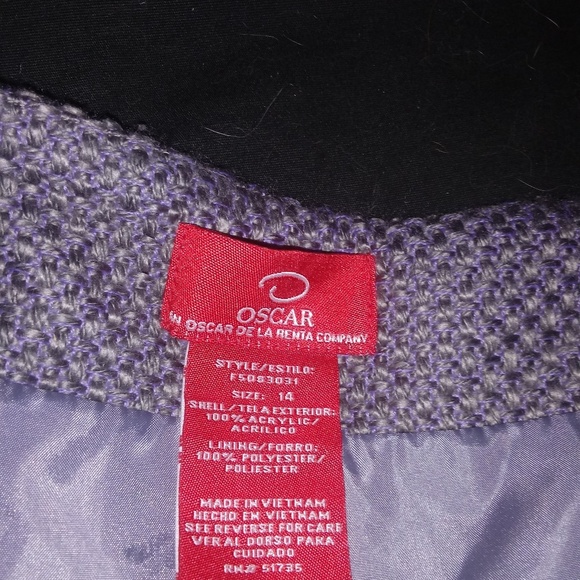 OSCAR
AN OSCAR DE LA RENTA COMPANY
STYLE/ESTILO:
F5083031
SIZE: 14
SHELL/TELA EXTERIOR:
100% ACRYLIC/
ACRILICO
LINING/FORRO:
100% POLYESTER/
POLIESTER
MADE IN VIETNAM
HECHO EN VIETNAM
SEE REVERSE FOR CARE
VER AL DORSO PARA
CUIDADO
RN# 51735